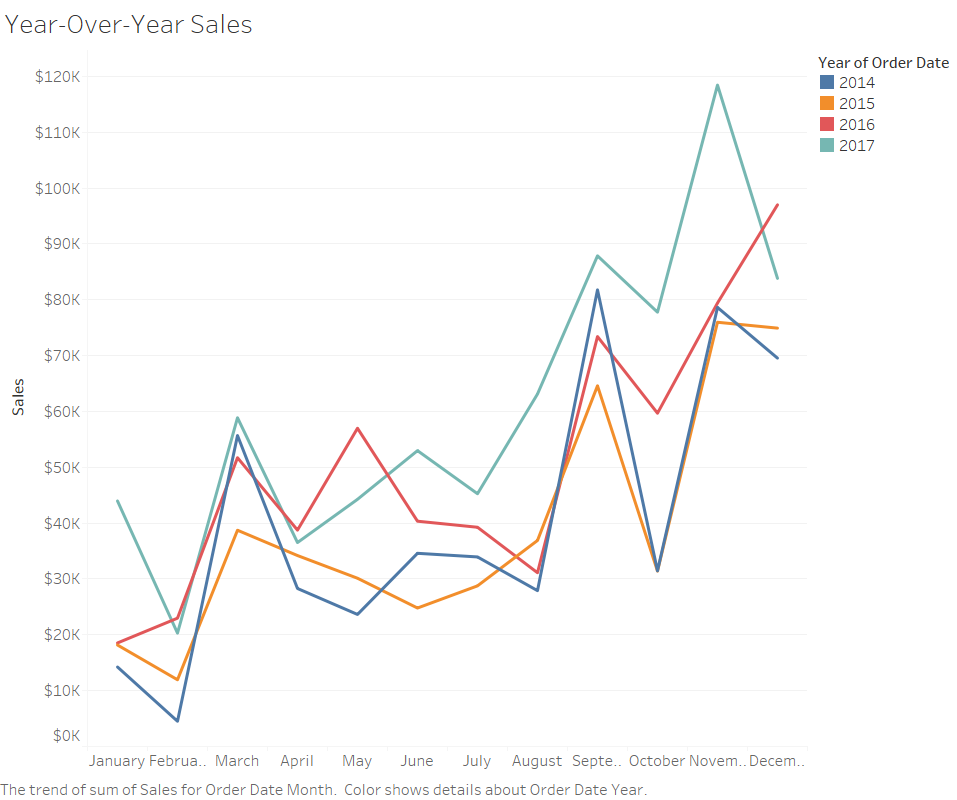 Year-Over-Year Sales
Year of Order Date
2014
2015
2016
2017
$120K
$110K
$100K
$90K
$80K
$70K
$60K
$50K
$40K
$30K
$20K
$10K
$0K
Sales
January Februa.. March April May June July August Septe.. October Novem.. Decem..
The trend of sum of Sales for Order Date Month. Color shows details about Order Date Year.